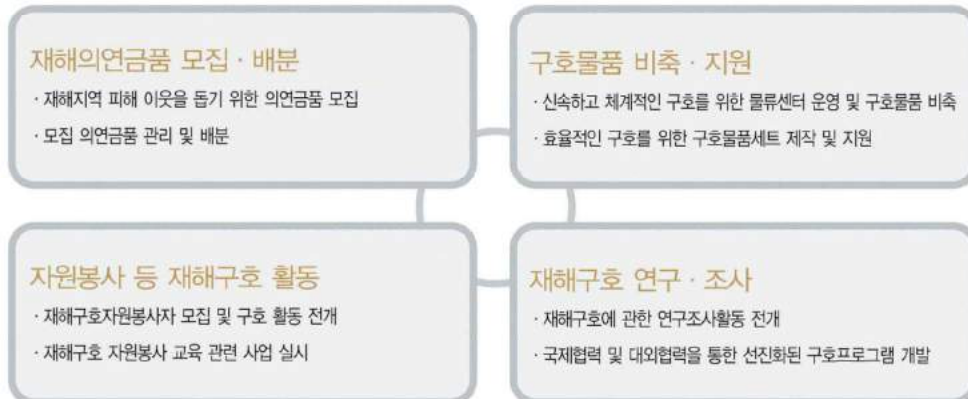 재해의연금품 모집 · 배분
· 재해지역 피해 이웃을 돕기 위한 의연금품 모집
· 모집 의연금품 관리 및 배분
구호물품 비축 · 지원
· 신속하고 체계적인 구호를 위한 물류센터 운영 및 구호물품 비축
· 효율적인 구호를 위한 구호물품세트 제작 및 지원
자원봉사 등 재해구호 활동
· 재해구호자원봉사자 모집 및 구호 활동 전개
· 재해구호 자원봉사 교육 관련 사업 실시
재해구호 연구 · 조사
· 재해구호에 관한 연구조사활동 전개
· 국제협력 및 대외협력을 통한 선진화된 구호프로그램 개발